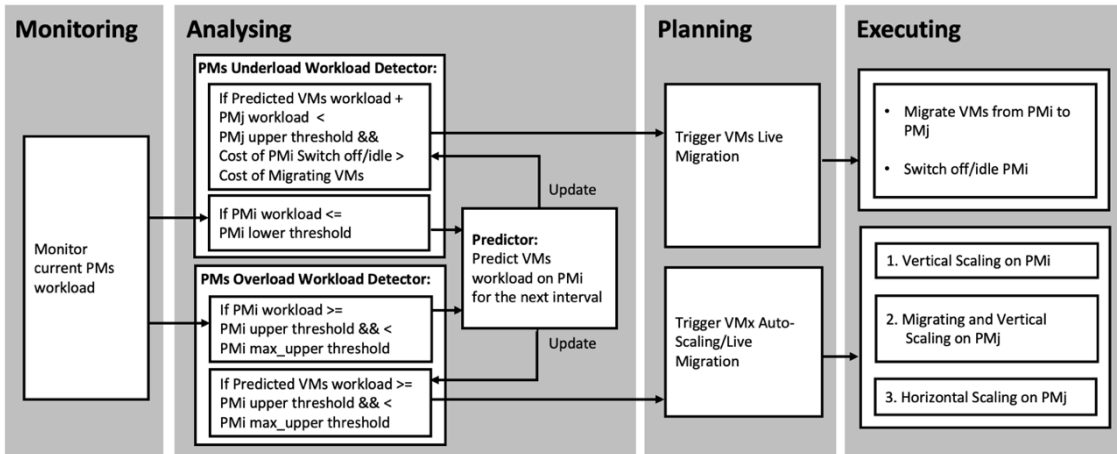 Monitoring
Analysing
Planning
Executing
PMs Underload Workload Detector:
If Predicted VMs workload +
PMj workload <
PMj upper threshold &&
Cost of PMi Switch off/idle >
Cost of Migrating VMs
If PMi workload <=
PMi lower threshold
PMs Overload Workload Detector:
If PMi workload >=
PMi upper threshold && <
PMi max_upper threshold
If Predicted VMs workload >=
PMi upper threshold && <
PMi max_upper threshold
Monitor
current PMs
workload
Update
Predictor:
Predict VMs
workload on PMi
for the next interval
Update
Trigger VMs Live
Migration
Trigger VMx Auto-
Scaling/Live
Migration
• Migrate VMs from PMi to
PMj
• Switch off/idle PMi
1. Vertical Scaling on PMi
2. Migrating and Vertical
Scaling on PMj
3. Horizontal Scaling on PMj